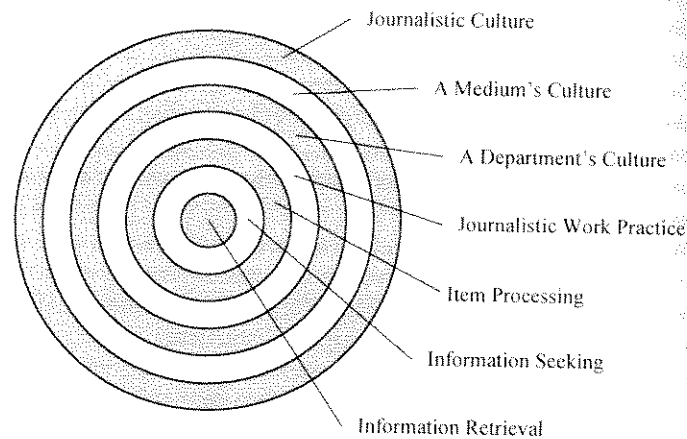 Journalistic Culture
A Medium's Culture
A Department's Culture
Journalistic Work Practice
Item Processing
Information Seeking
Information Retrieval